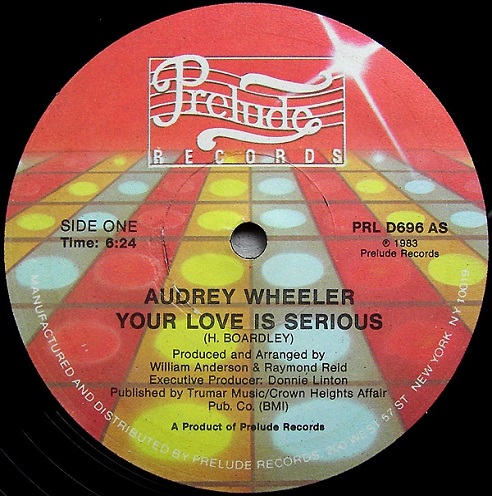 Prelude
RECORDS
SIDE ONE
Time: 6:24
PRL D696 AS
℗ 1983
Prelude Records
AUDREY WHEELER
YOUR LOVE IS SERIOUS
(H. BOARDLEY)
Produced and Arranged by
William Anderson & Raymond Reid
Executive Producer: Donnie Linton
Published by Trumar Music/Crown Heights Affair
Pub. Co. (BMI)
A Product of Prelude Records
MANUFACTURED AND DISTRIBUTED BY PRELUDE RECORDS, 200 WEST 57 ST. NEW YORK, N.Y. 10019